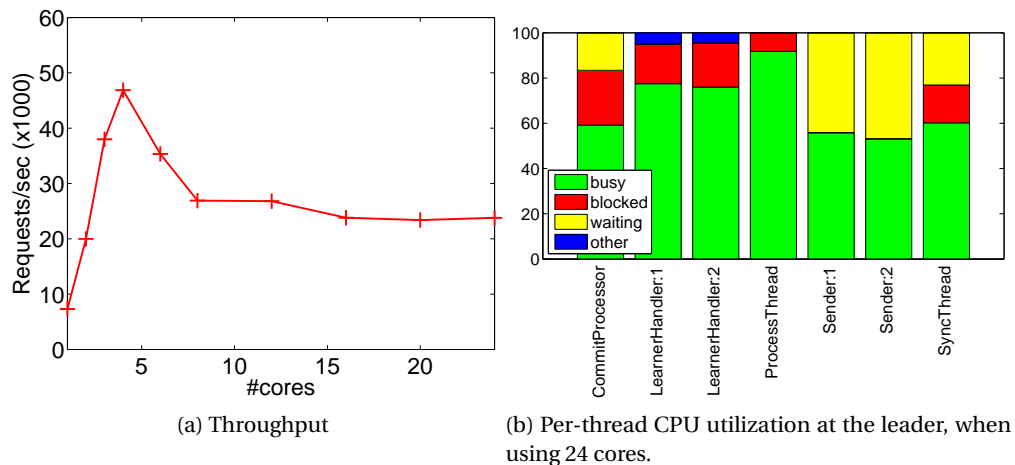 60
50
40
30
20
10
0
Requests/sec (x1000)
5
10
15
20
#cores
(a) Throughput
100
80
60
40
20
0
busy
blocked
waiting
other
CommitProcessor
LearnerHandler:1
LearnerHandler:2
ProcessThread
Sender:1
Sender:2
SyncThread
(b) Per-thread CPU utilization at the leader, when
using 24 cores.